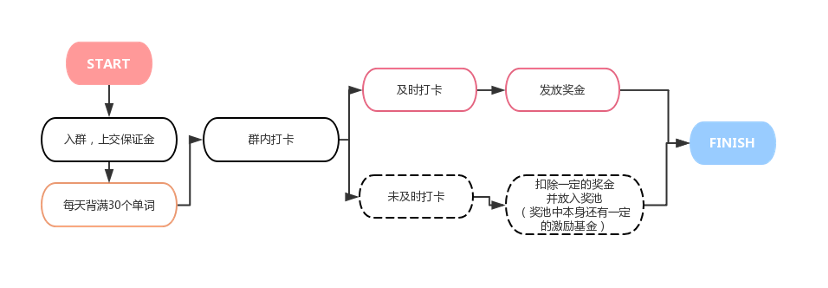 START
入群，上交保证金
每天背满30个单词
群内打卡
及时打卡
发放奖金
未及时打卡
扣除一定的奖金
并放入奖池
（奖池中本身还有一定
的激励基金）
FINISH